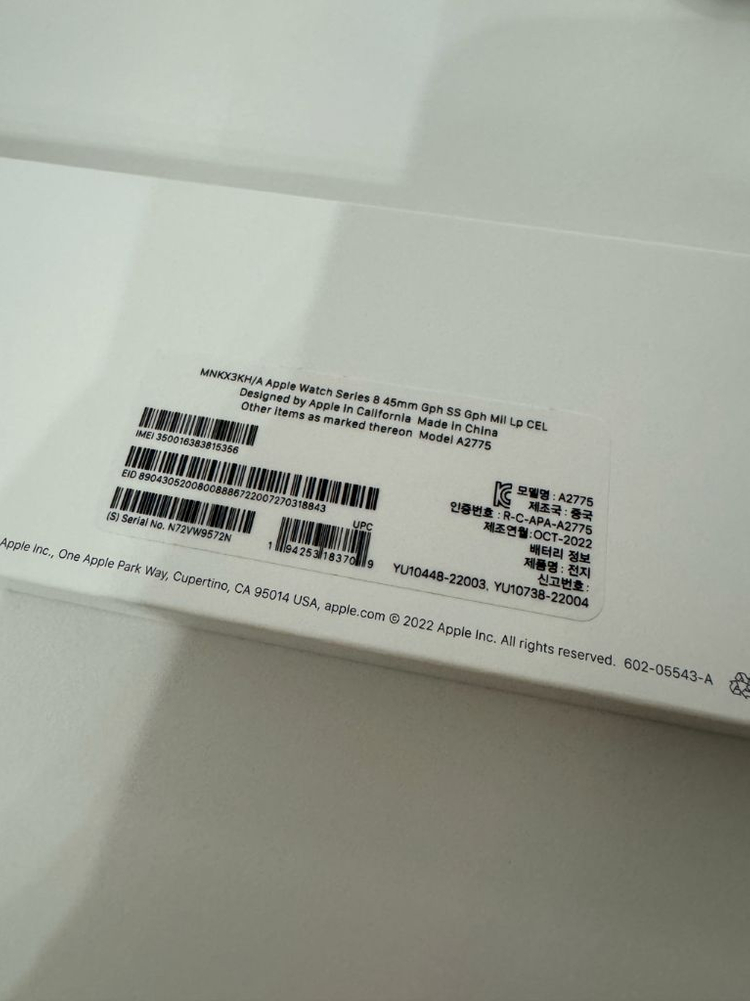 MNKX3KH/A Apple Watch Series 8 45mm Gph SS Gph Mil Lp CEL
Designed by Apple in California Made in China
Other items as marked thereon Model A2775
IMEI 350016383815356
EID 89043052008008886722007270318843
(S) Serial No. N72VW9572N
UPC
1 94253 18370 9
모델명 : A2775
제조국 : 중국
인증번호 : R-C-APA-A2775
제조연월:OCT-2022
배터리 정보
제품명 : 전지
신고번호 :
YU10448-22003, YU10738-22004
Apple Inc., One Apple Park Way, Cupertino, CA 95014 USA, apple.com © 2022 Apple Inc. All rights reserved. 602-05543-A